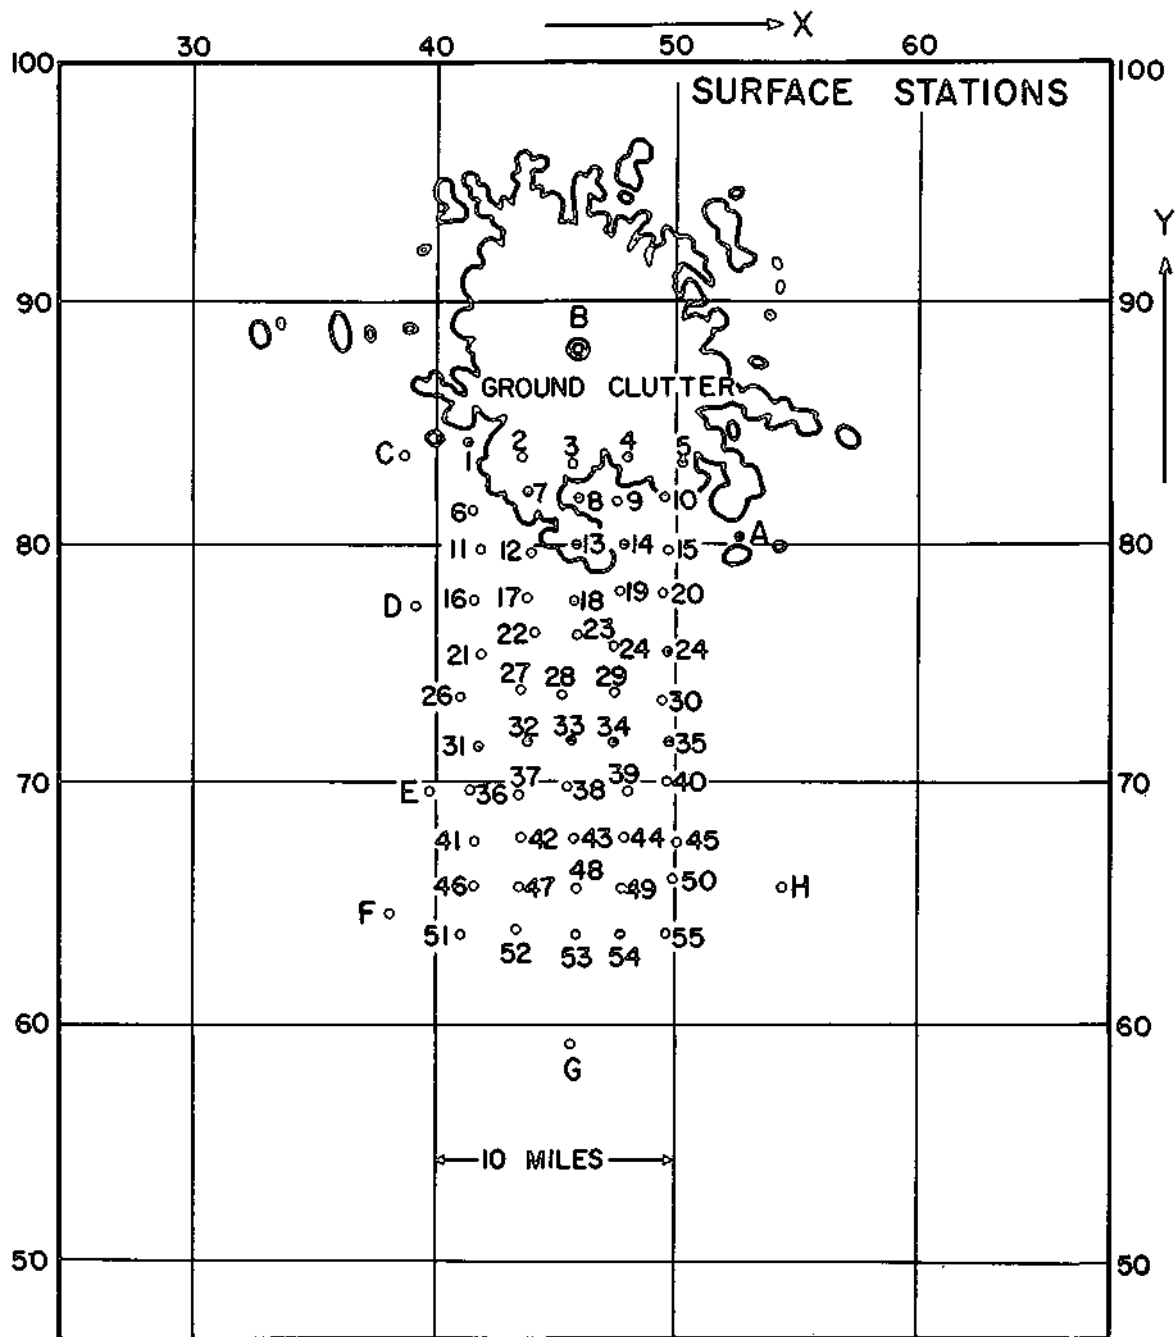 X
30 40 50 60
100 100
SURFACE STATIONS
Y
90 90
B
GROUND CLUTTER
C 1 2 3 4 5
6 7 8 9 10
80 A 80
11 12 13 14 15
D 16 17 18 19 20
21 22 23 24 24
26 27 28 29 30
31 32 33 34 35
70 E 36 37 38 39 40 70
41 42 43 44 45
46 47 48 49 50 H
F
51 52 53 54 55
60 60
G
10 MILES
50 50